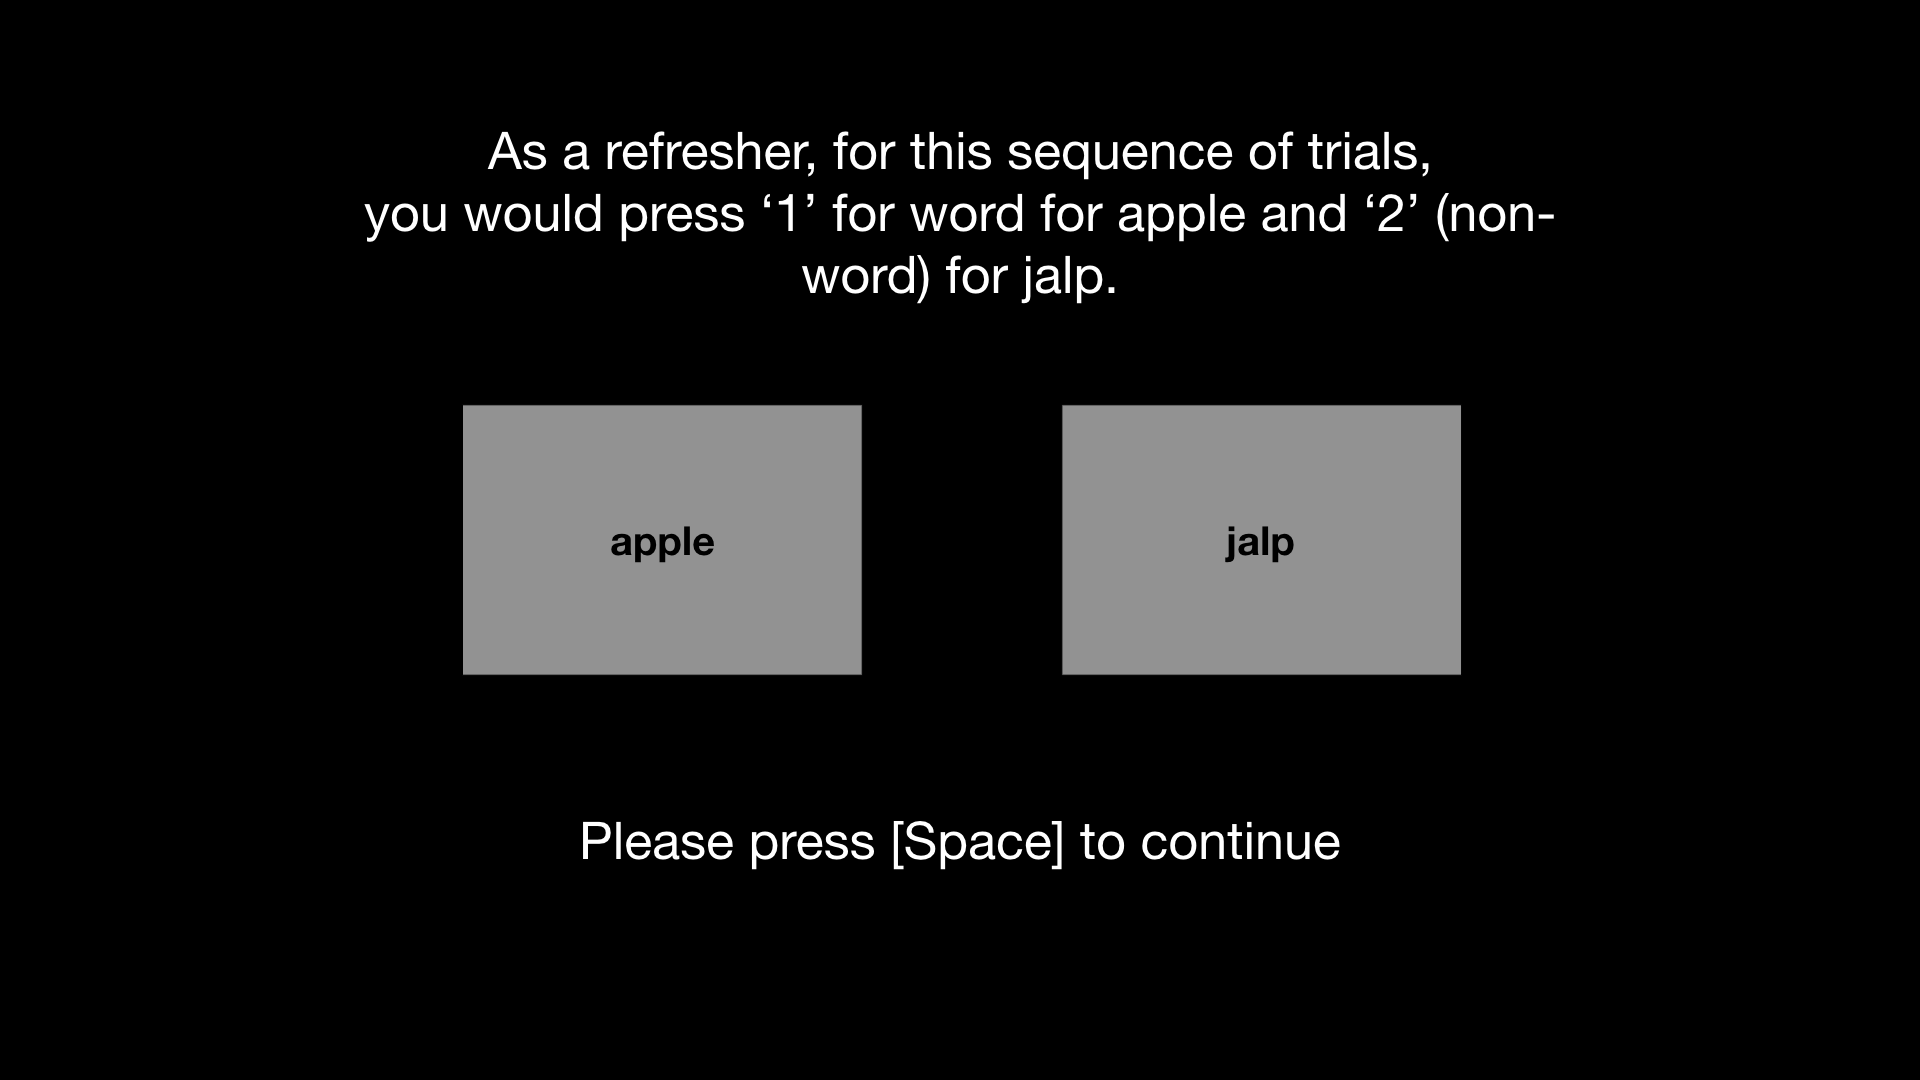 As a refresher, for this sequence of trials,
you would press ‘1’ for word for apple and ‘2’ (non-
word) for jalp.
apple
jalp
Please press [Space] to continue